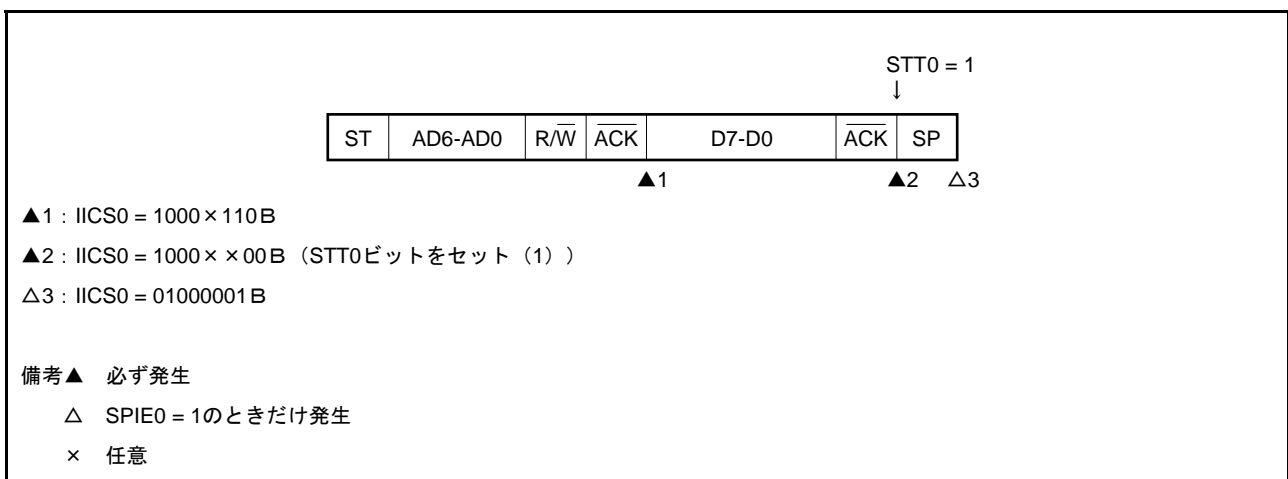 STT0 = 1
↓
ST AD6-AD0 R/W̅ A̅C̅K̅ D7-D0 A̅C̅K̅ SP
▲1 ▲2 △3
▲1：IICS0 = 1000×110B
▲2：IICS0 = 1000××00B（STT0ビットをセット（1））
△3：IICS0 = 01000001B
備考▲ 必ず発生
△ SPIE0 = 1のときだけ発生
× 任意